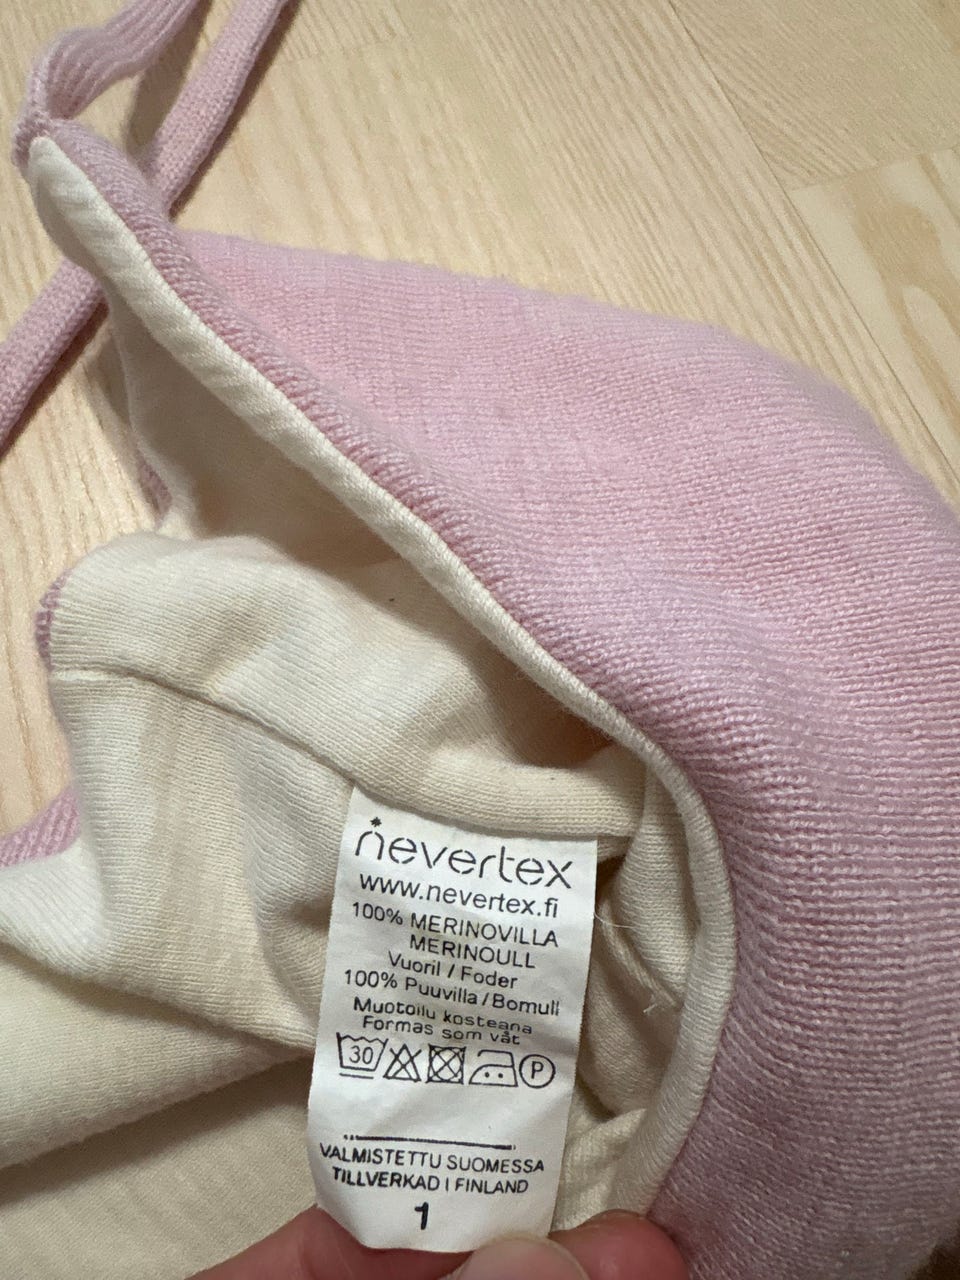 nevertex
www.nevertex.fi
100% MERINOVILLA
MERINOULL
Vuoril / Foder
100% Puuvilla / Bomull
Muotoilu kosteana
Formas som våt
30 P
VALMISTETTU SUOMESSA
TILLVERKAD I FINLAND
1